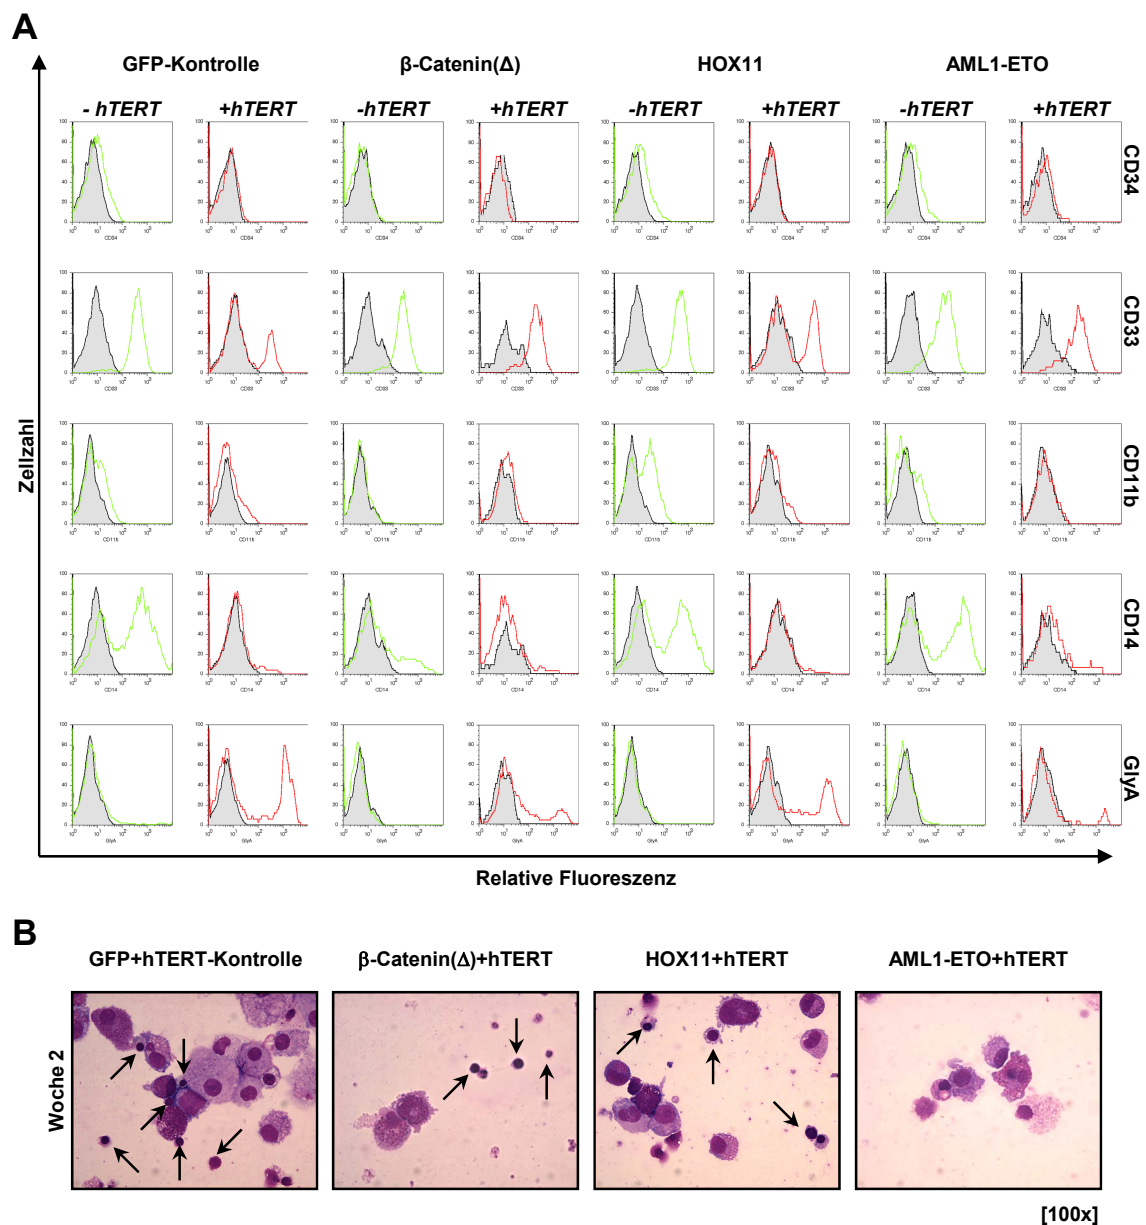 A
GFP-Kontrolle β-Catenin(Δ) HOX11 AML1-ETO
- hTERT +hTERT -hTERT +hTERT -hTERT +hTERT -hTERT +hTERT
CD34
CD33
CD11b
CD14
GlyA
Zellzahl
Relative Fluoreszenz
B
GFP+hTERT-Kontrolle β-Catenin(Δ)+hTERT HOX11+hTERT AML1-ETO+hTERT
Woche 2
[100x]